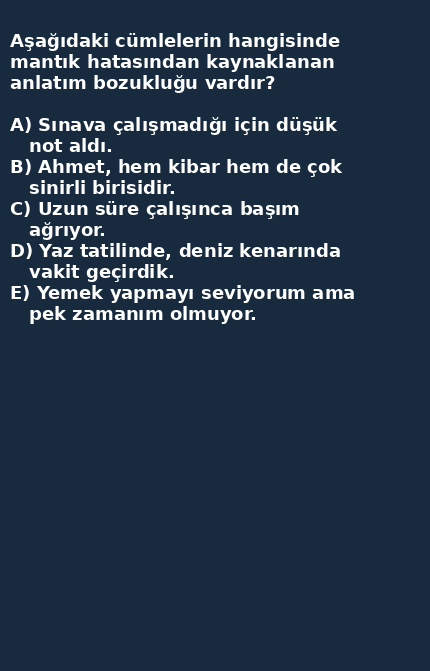 Aşağıdaki cümlelerin hangisinde
mantık hatasından kaynaklanan
anlatım bozukluğu vardır?
A) Sınava çalışmadığı için düşük
not aldı.
B) Ahmet, hem kibar hem de çok
sinirli birisidir.
C) Uzun süre çalışınca başım
ağrıyor.
D) Yaz tatilinde, deniz kenarında
vakit geçirdik.
E) Yemek yapmayı seviyorum ama
pek zamanım olmuyor.